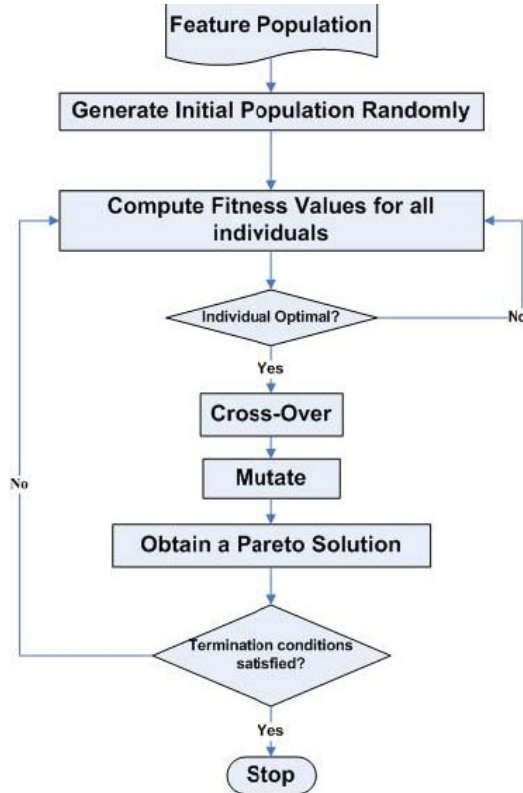 Feature Population
Generate Initial Population Randomly
Compute Fitness Values for all
individuals
Individual Optimal?
No
Yes
Cross-Over
Mutate
No
Obtain a Pareto Solution
Termination conditions
satisfied?
Yes
Stop